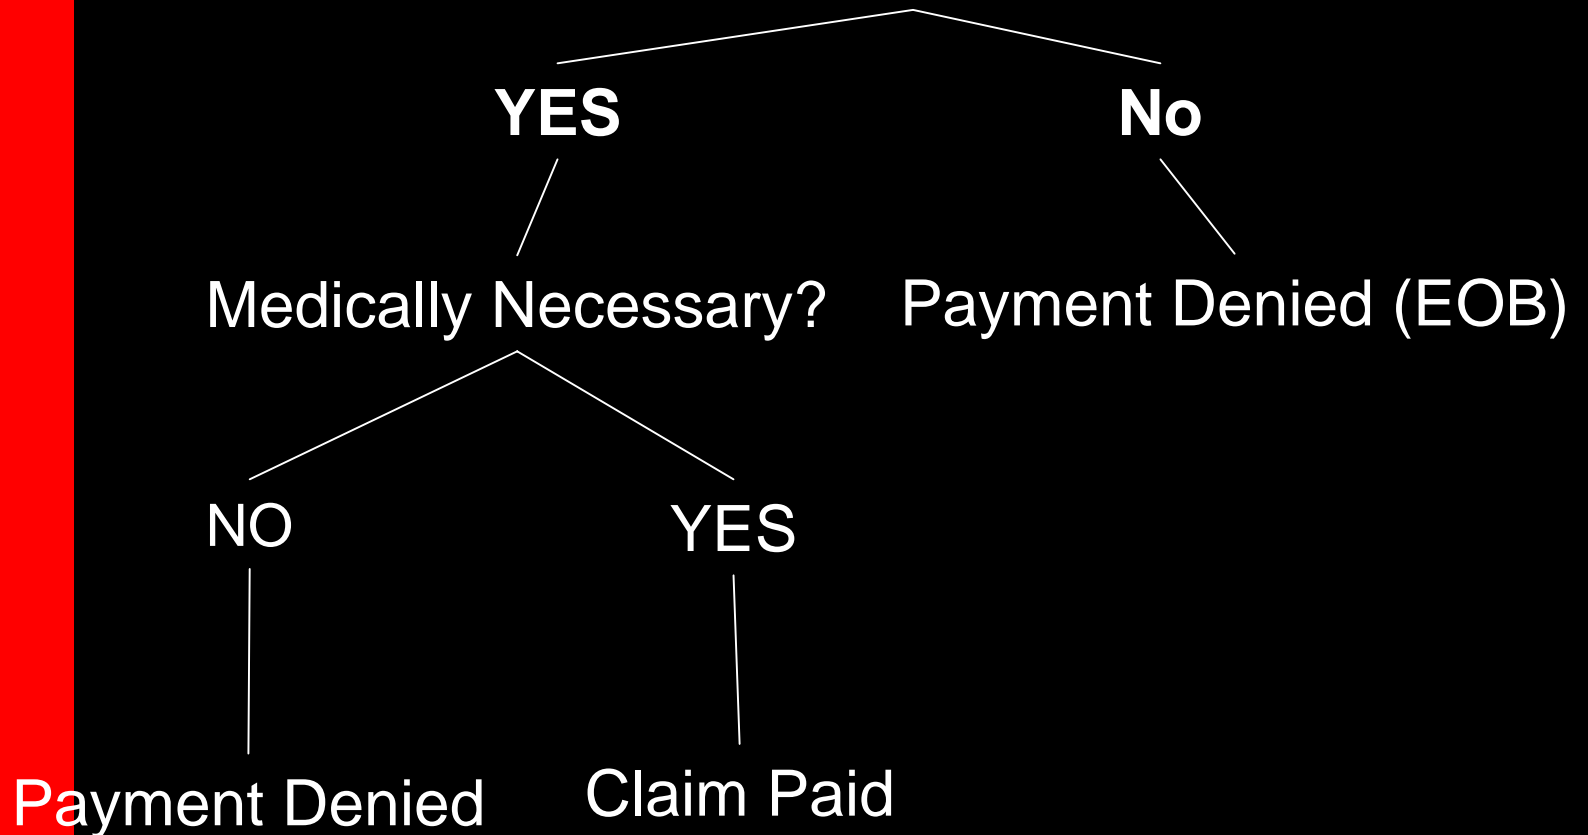 YES No
Medically Necessary? Payment Denied (EOB)
NO YES
Payment Denied Claim Paid